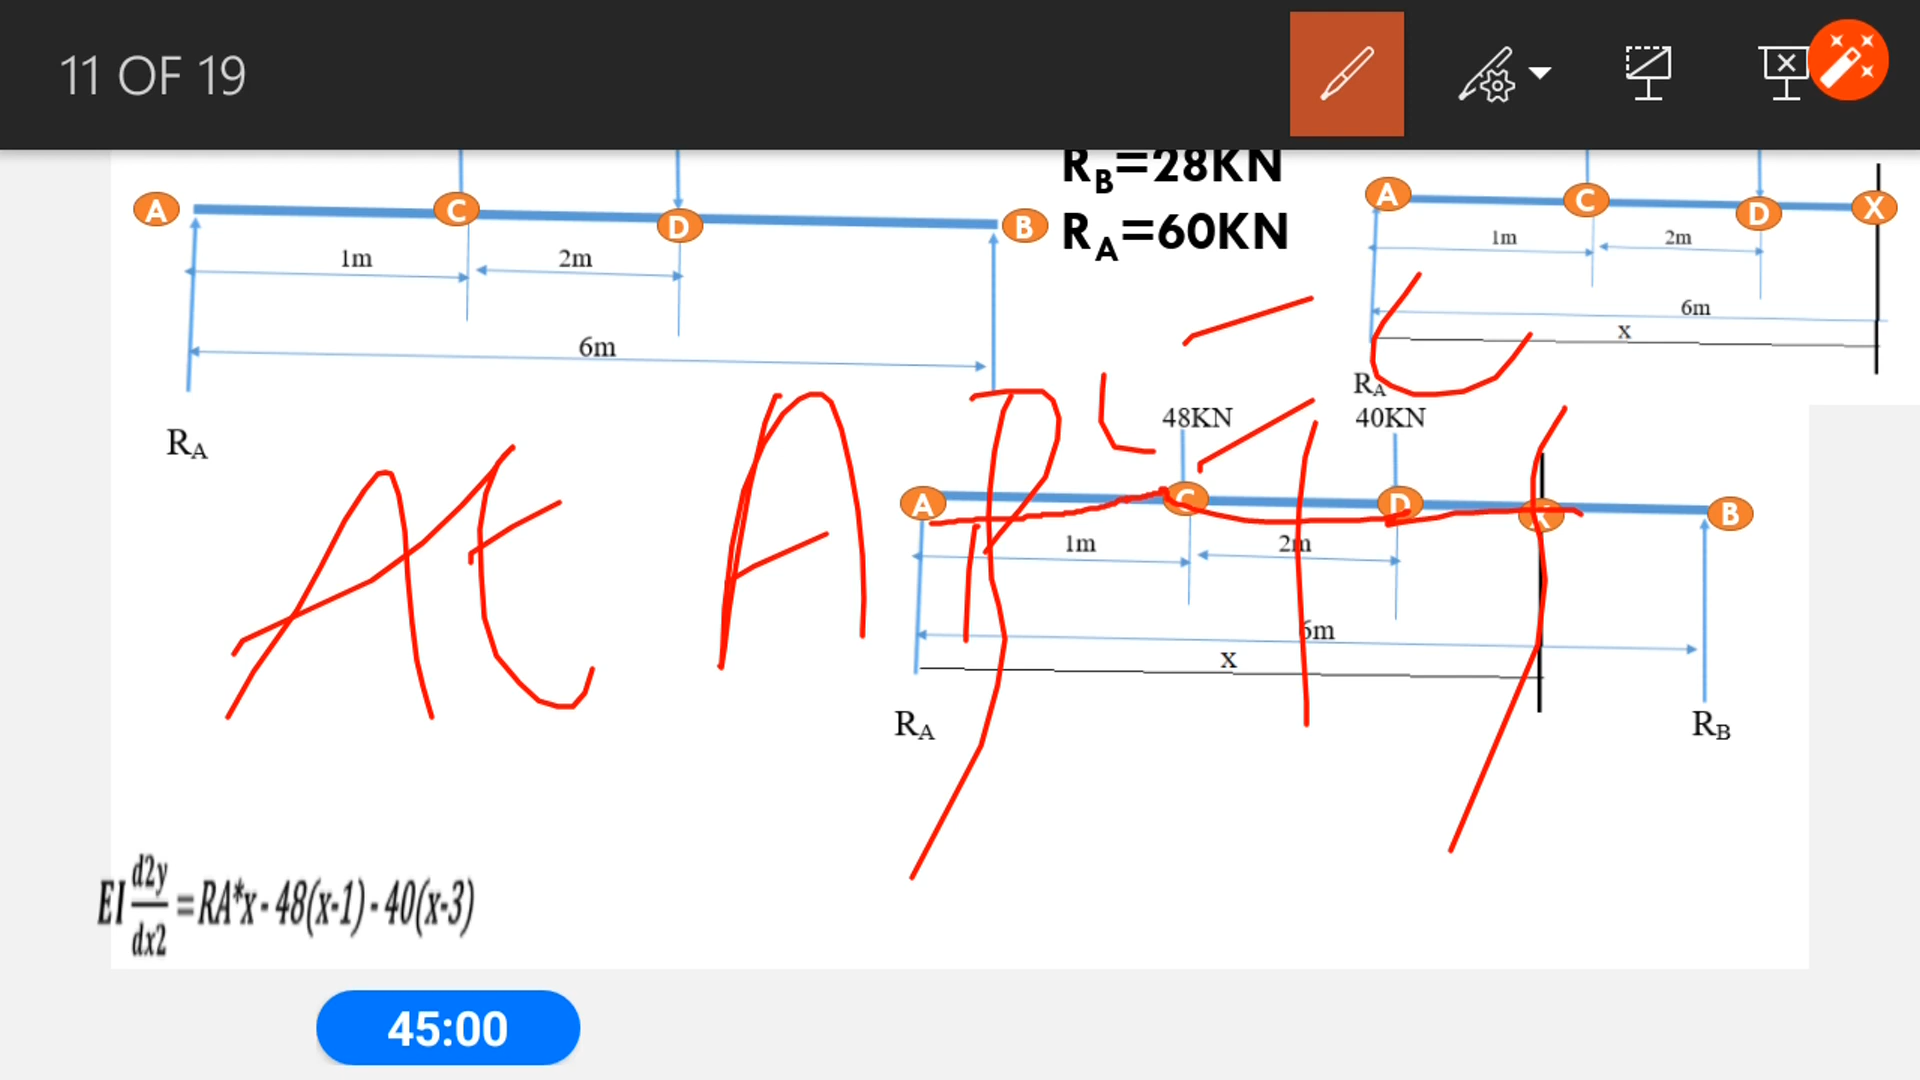 11 OF 19
R_B=28KN
R_A=60KN
A C D B
1m 2m
6m
R_A
A C D X
1m 2m
6m
x
R_A
48KN 40KN
A C D X B
1m 2m
6m
x
R_A R_B
At A
EI d2y/dx2 =RA*x - 48(x-1) - 40(x-3)
45:00